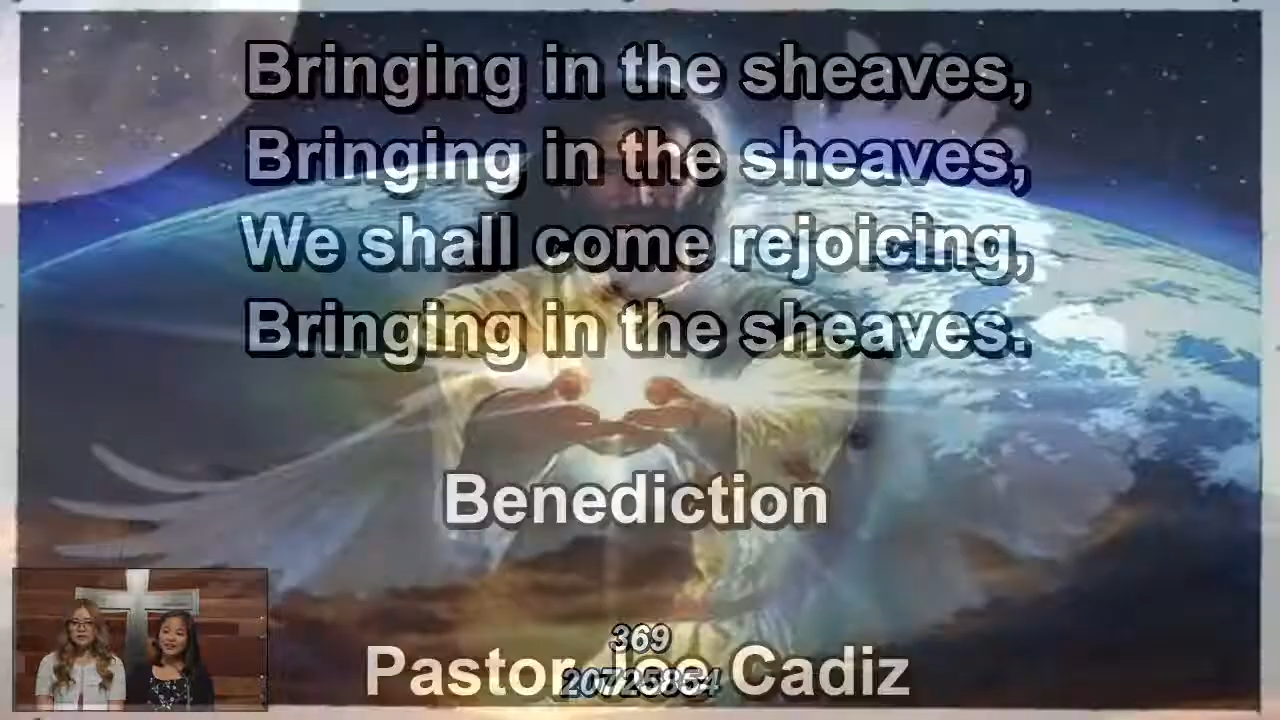 Bringing in the sheaves,
Bringing in the sheaves,
We shall come rejoicing,
Bringing in the sheaves.
Benediction
369
Pastor Cadiz